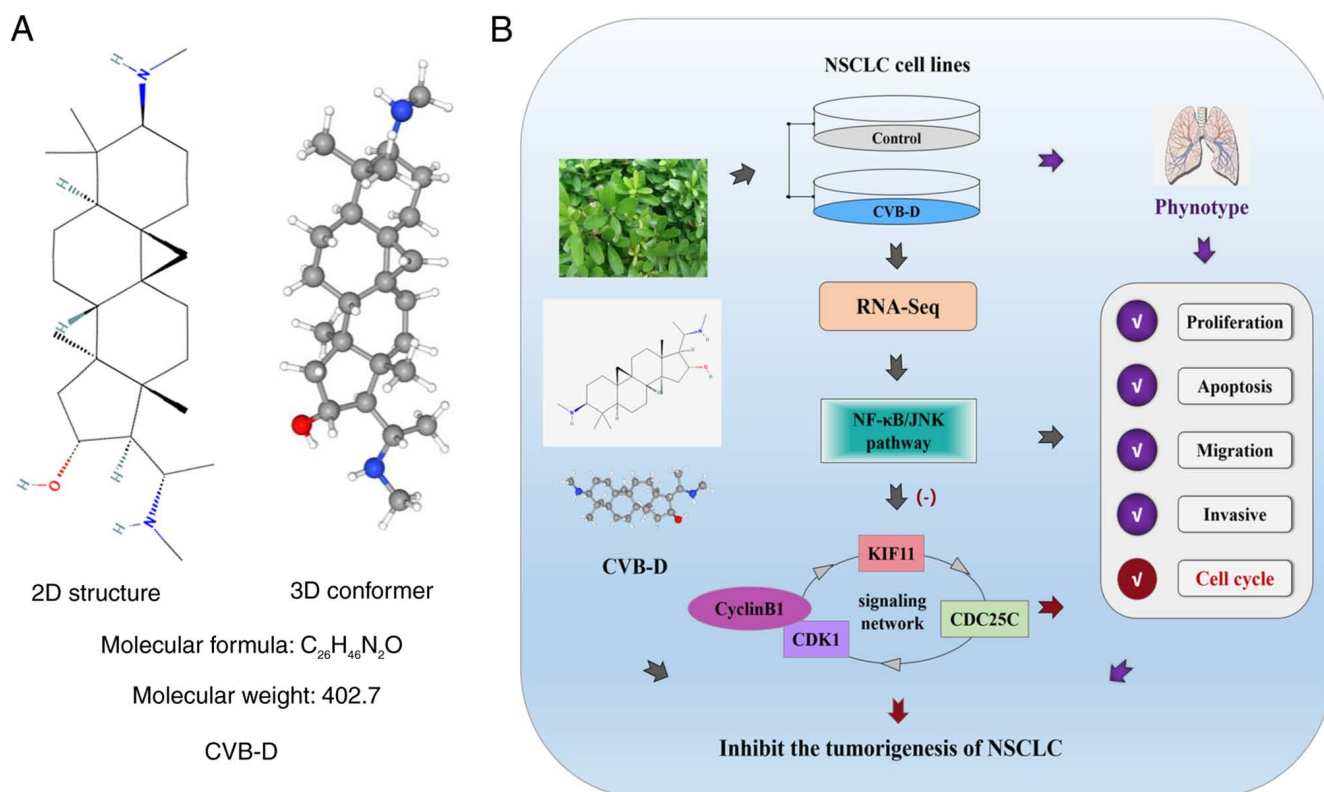 A
H
N
H
H
H
O
H
N
H
2D structure
3D conformer
Molecular formula: C₂₆H₄₆N₂O
Molecular weight: 402.7
CVB-D
B
NSCLC cell lines
Control
CVB-D
RNA-Seq
NF-κB/JNK
pathway
(-)
KIF11
CyclinB1
CDK1
signaling
network
CDC25C
N
H
H
O
H
H
H
N
H
CVB-D
Phynotype
√ Proliferation
√ Apoptosis
√ Migration
√ Invasive
√ Cell cycle
Inhibit the tumorigenesis of NSCLC